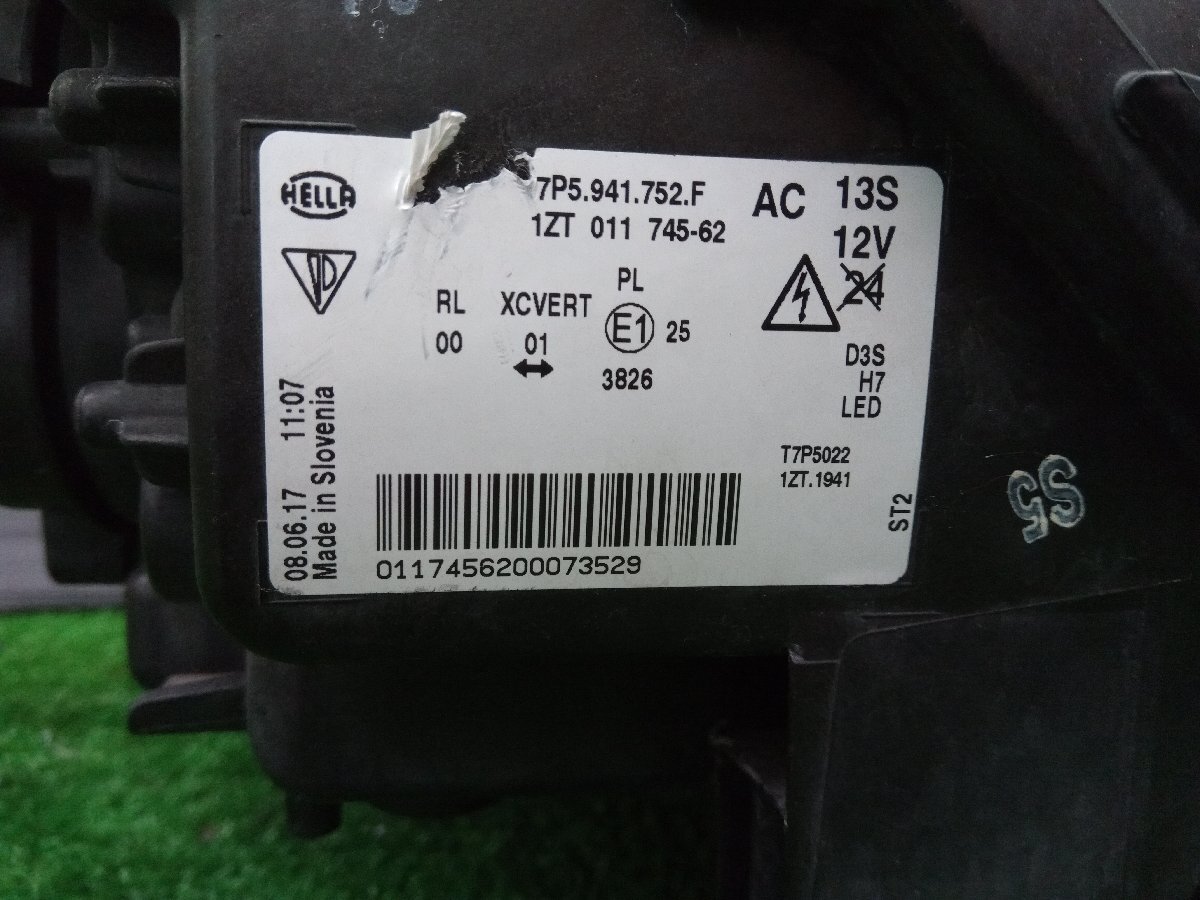 HELLA
7P5.941.752.F
1ZT 011 745-62
AC
13S
12V
24
RL
00
XCVERT
01
PL
E1
25
3826
D3S
H7
LED
T7P5022
1ZT.1941
ST2
08.06.17 11:07
Made in Slovenia
01174562000073529
S5